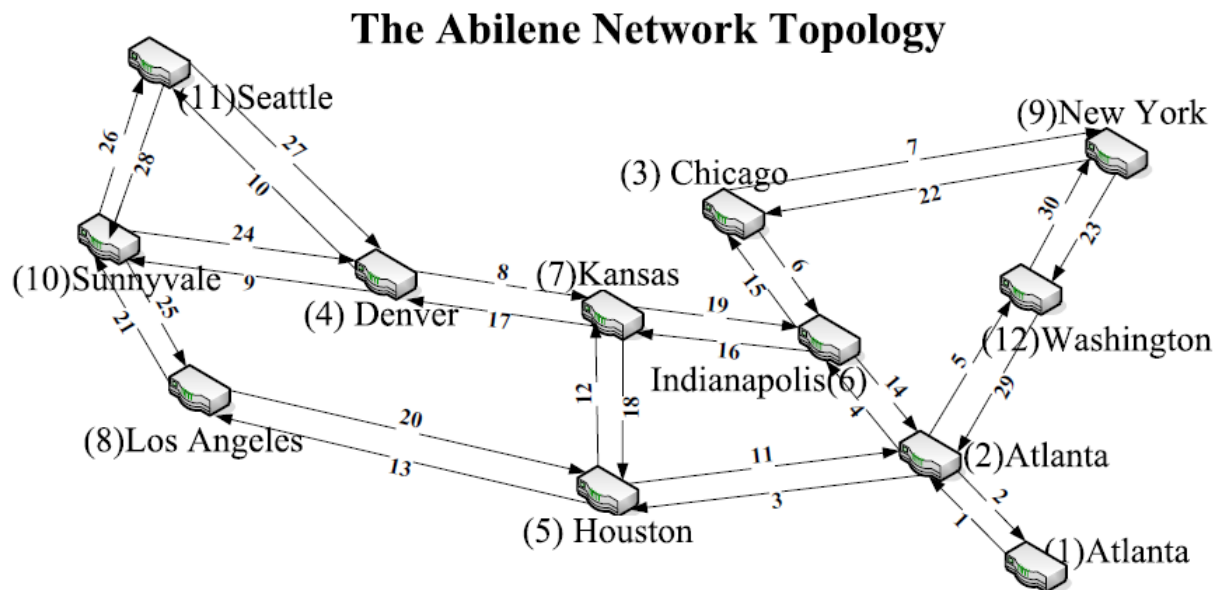 The Abilene Network Topology
(11)Seattle
(9)New York
26
28
27
10
7
(3) Chicago
22
30
23
24
(10)Sunnyvale
9
25
21
(4) Denver
8
(7)Kansas
17
19
16
6
15
(12)Washington
Indianapolis(6)
14
4
5
29
12
18
(8)Los Angeles
20
13
11
3
(2)Atlanta
(5) Houston
2
1
(1)Atlanta